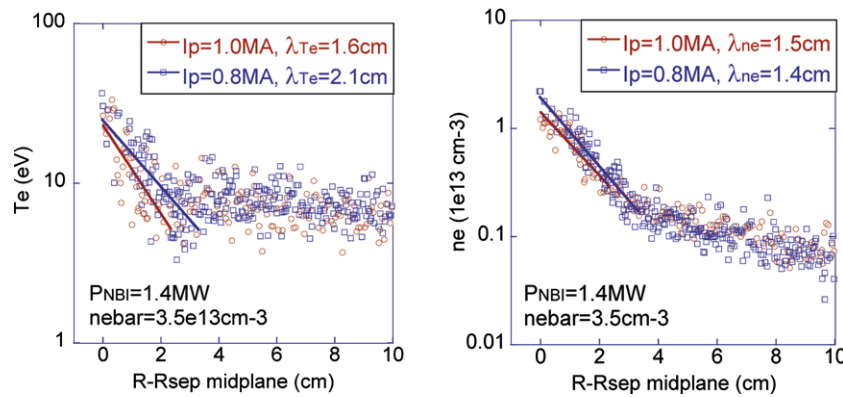 Ip=1.0MA, λTe=1.6cm
Ip=0.8MA, λTe=2.1cm
100
10
1
Te (eV)
PNBI=1.4MW
nebar=3.5e13cm-3
0 2 4 6 8 10
R-Rsep midplane (cm)
Ip=1.0MA, λne=1.5cm
Ip=0.8MA, λne=1.4cm
10
1
0.1
0.01
ne (1e13 cm-3)
PNBI=1.4MW
nebar=3.5cm-3
0 2 4 6 8 10
R-Rsep midplane (cm)